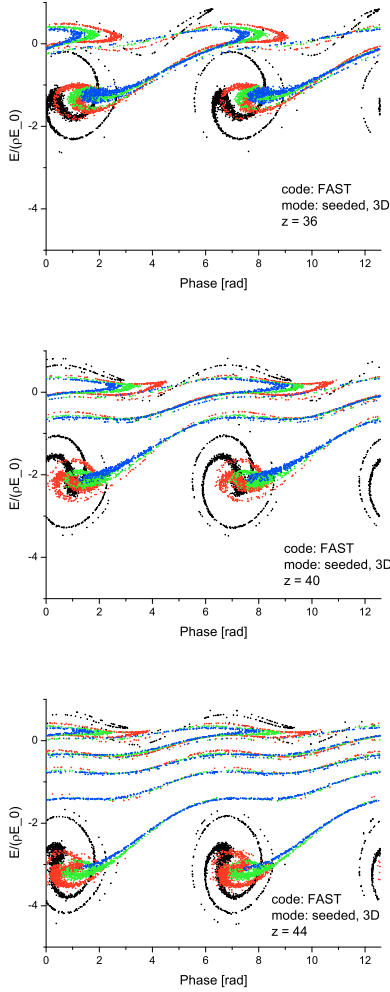 0
-2
-4
E/(ρE_0)
code: FAST
mode: seeded, 3D
z = 36
0 2 4 6 8 10 12
Phase [rad]
0
-2
-4
E/(ρE_0)
code: FAST
mode: seeded, 3D
z = 40
0 2 4 6 8 10 12
Phase [rad]
0
-2
-4
E/(ρE_0)
code: FAST
mode: seeded, 3D
z = 44
0 2 4 6 8 10 12
Phase [rad]